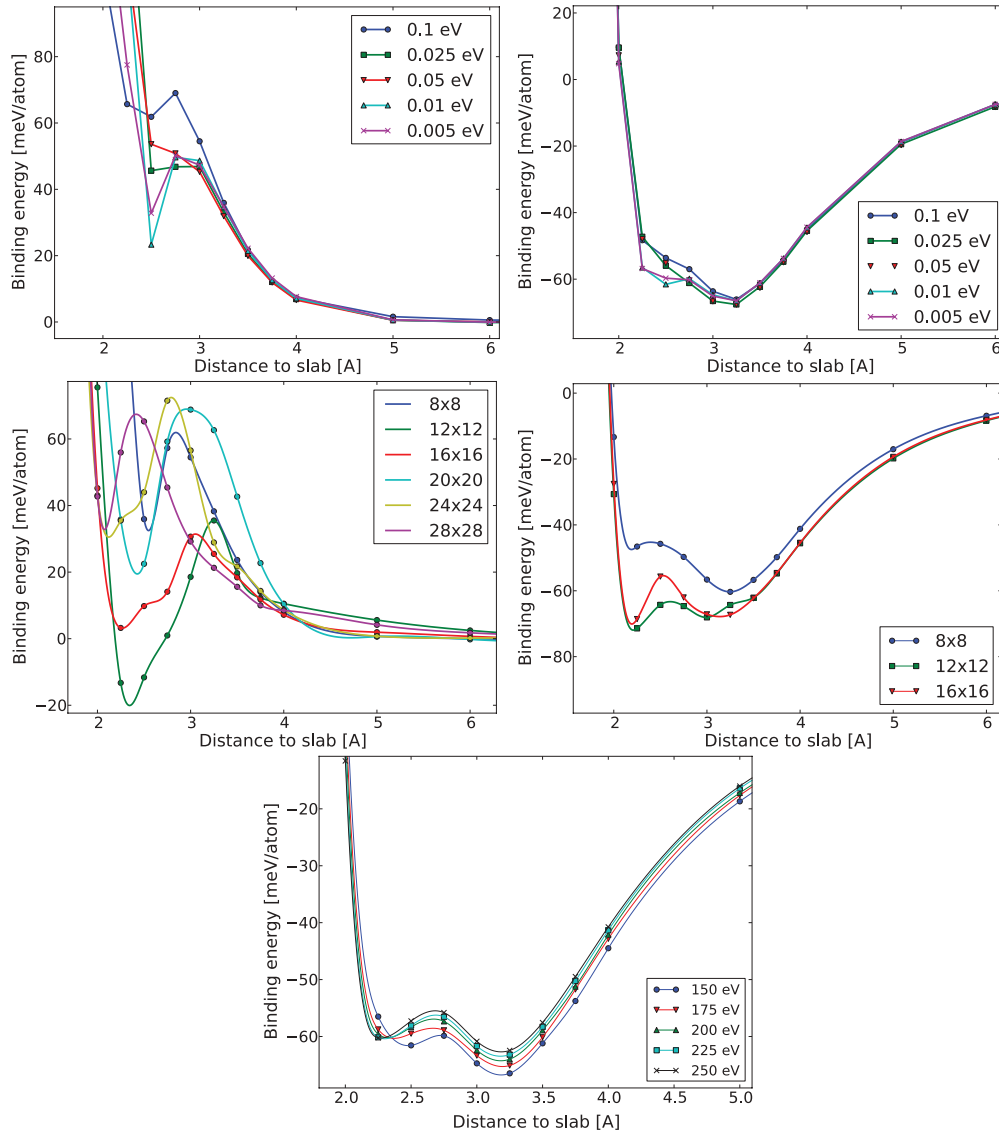 Binding energy [meV/atom]
80
60
40
20
0
2
3
4
5
6
Distance to slab [A]
0.1 eV
0.025 eV
0.05 eV
0.01 eV
0.005 eV
Binding energy [meV/atom]
0
−20
−40
−60
2
3
4
5
6
Distance to slab [A]
0.1 eV
0.025 eV
0.05 eV
0.01 eV
0.005 eV
Binding energy [meV/atom]
60
40
20
0
−20
2
3
4
5
6
Distance to slab [A]
8x8
12x12
16x16
20x20
24x24
28x28
Binding energy [meV/atom]
0
−20
−40
−60
−80
2
3
4
5
6
Distance to slab [A]
8x8
12x12
16x16
Binding energy [meV/atom]
−20
−30
−40
−50
−60
2.0
2.5
3.0
3.5
4.0
4.5
5.0
Distance to slab [A]
150 eV
175 eV
200 eV
225 eV
250 eV